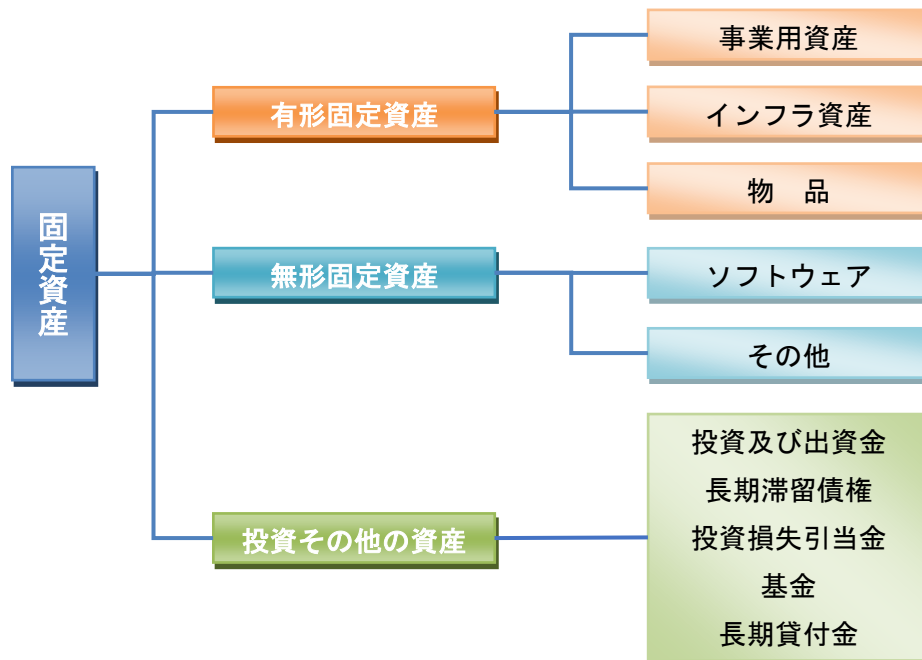 固定資産
有形固定資産
事業用資産
インフラ資産
物　品
無形固定資産
ソフトウェア
その他
投資その他の資産
投資及び出資金
長期滞留債権
投資損失引当金
基金
長期貸付金